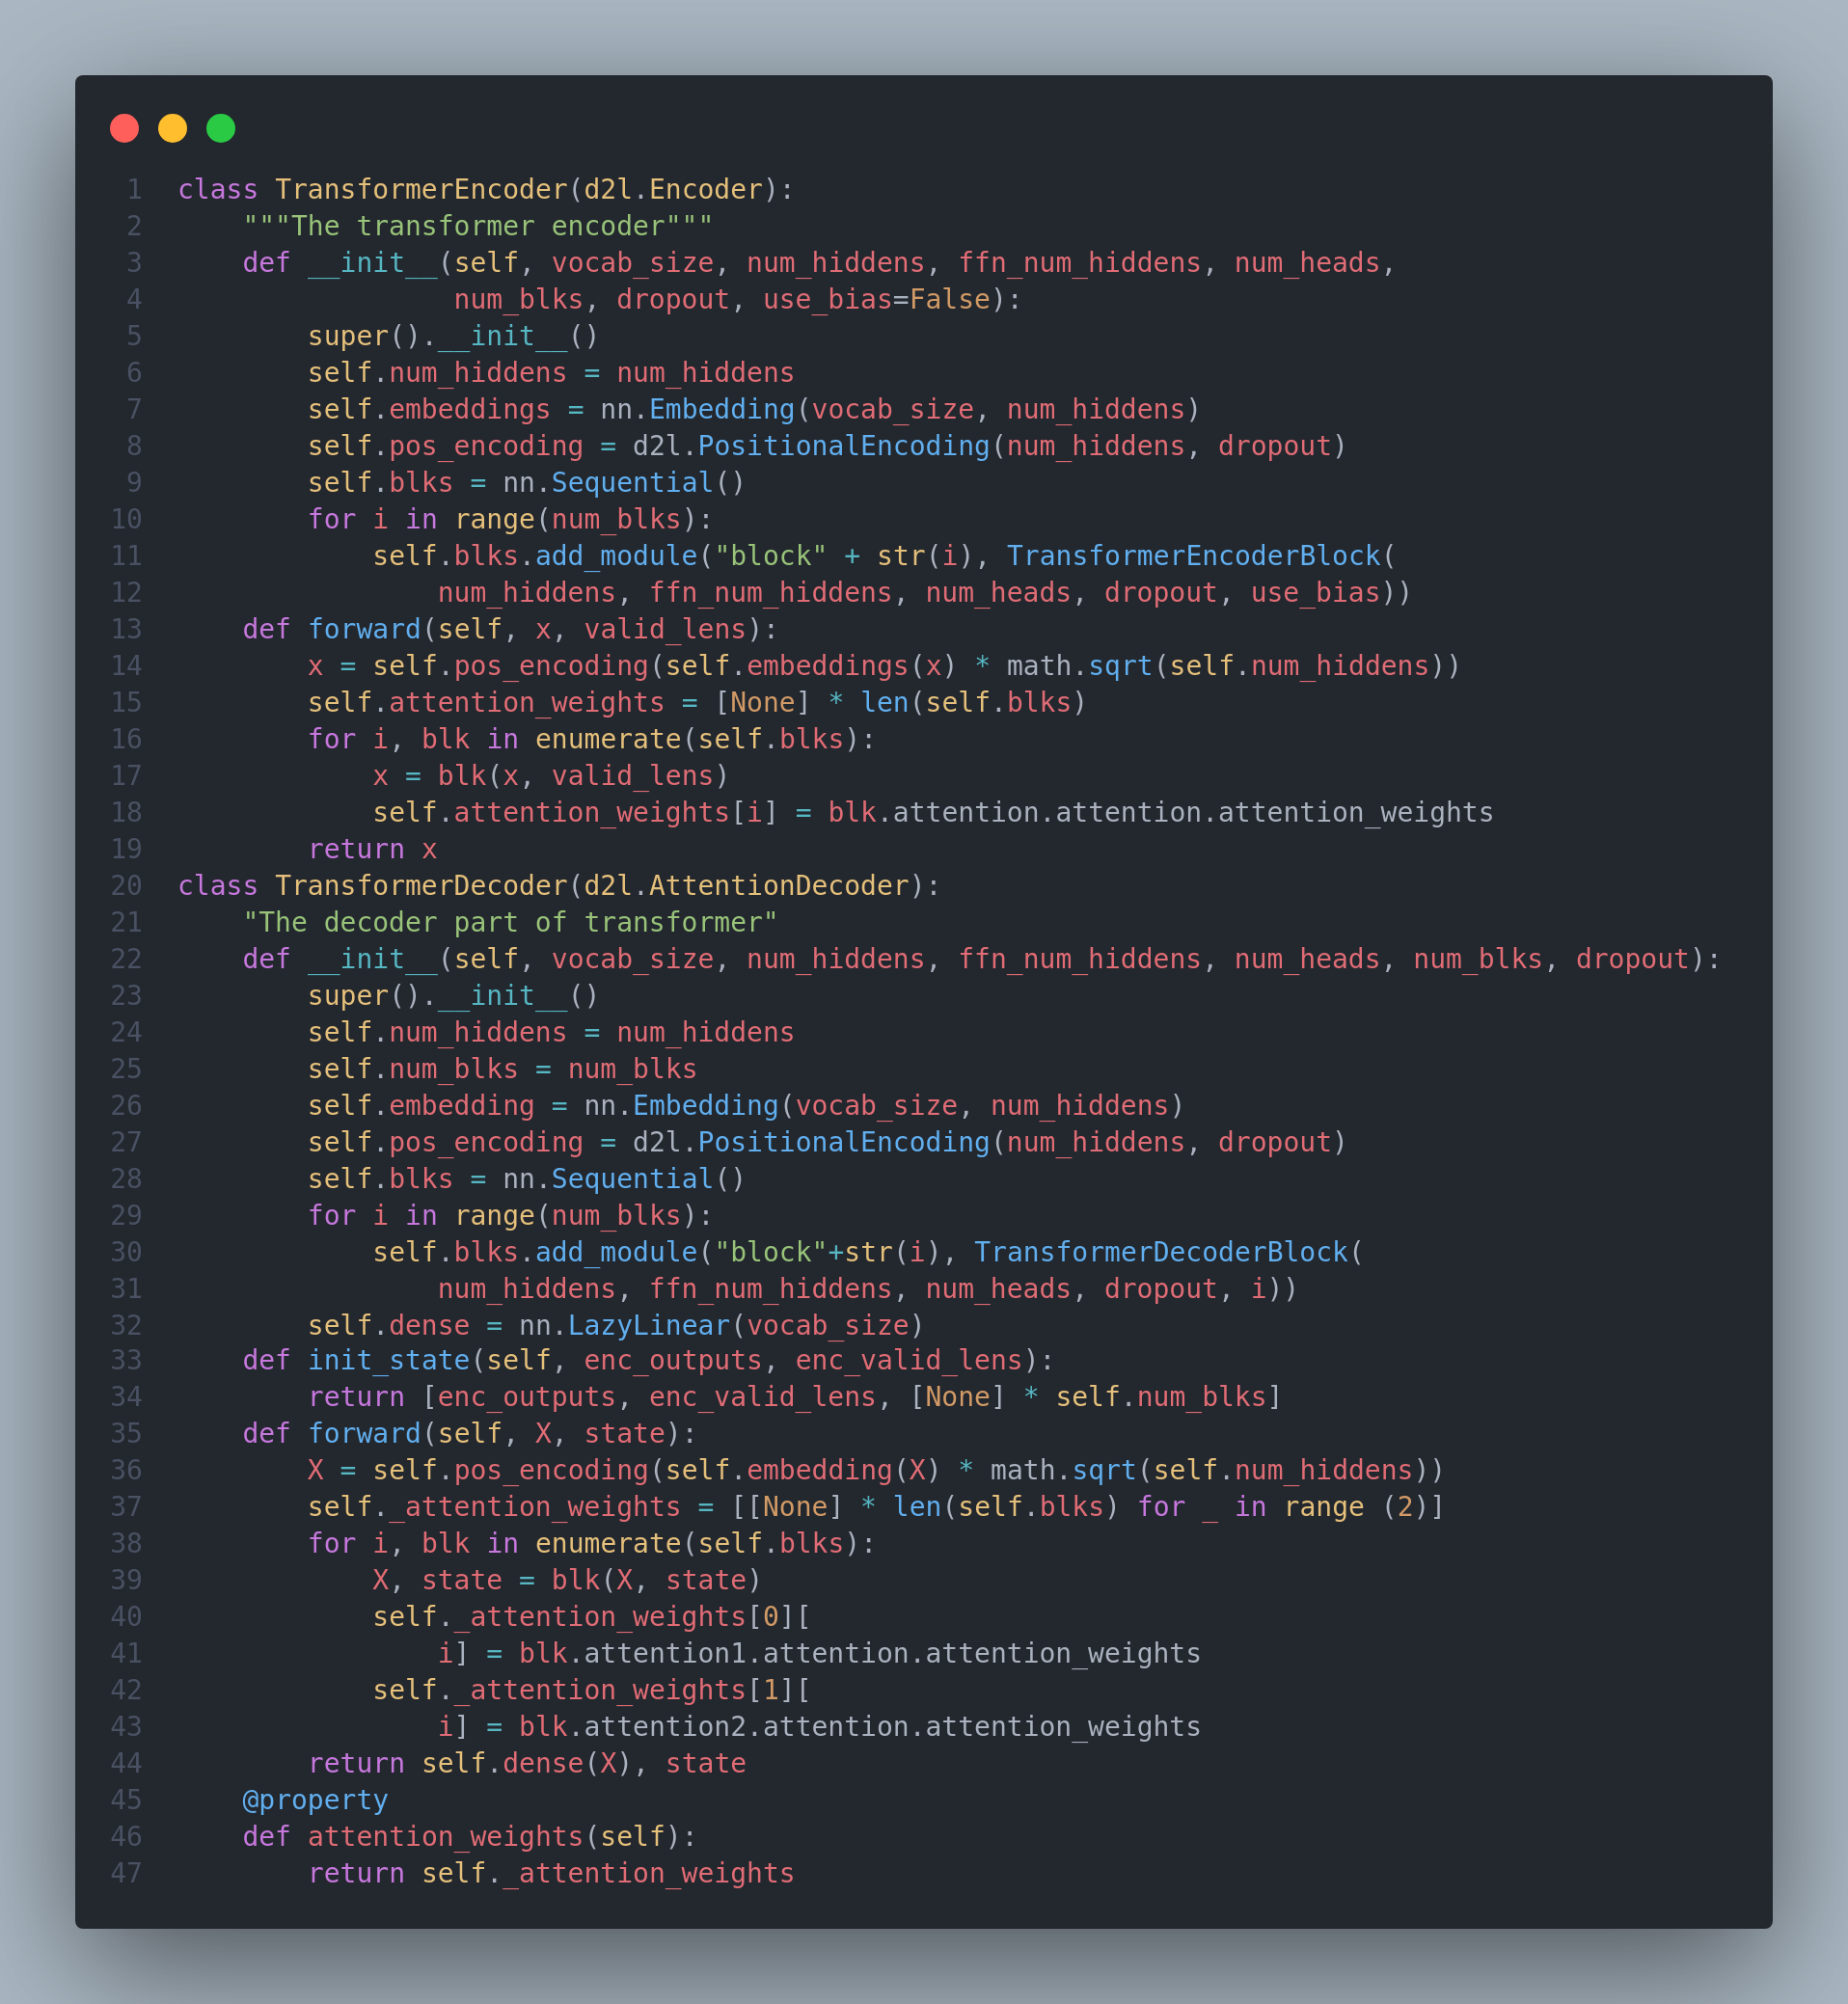 1 class TransformerEncoder(d2l.Encoder):
2     """The transformer encoder"""
3     def __init__(self, vocab_size, num_hiddens, ffn_num_hiddens, num_heads,
4                  num_blks, dropout, use_bias=False):
5         super().__init__()
6         self.num_hiddens = num_hiddens
7         self.embeddings = nn.Embedding(vocab_size, num_hiddens)
8         self.pos_encoding = d2l.PositionalEncoding(num_hiddens, dropout)
9         self.blks = nn.Sequential()
10         for i in range(num_blks):
11             self.blks.add_module("block" + str(i), TransformerEncoderBlock(
12                 num_hiddens, ffn_num_hiddens, num_heads, dropout, use_bias))
13     def forward(self, x, valid_lens):
14         x = self.pos_encoding(self.embeddings(x) * math.sqrt(self.num_hiddens))
15         self.attention_weights = [None] * len(self.blks)
16         for i, blk in enumerate(self.blks):
17             x = blk(x, valid_lens)
18             self.attention_weights[i] = blk.attention.attention.attention_weights
19         return x
20 class TransformerDecoder(d2l.AttentionDecoder):
21     "The decoder part of transformer"
22     def __init__(self, vocab_size, num_hiddens, ffn_num_hiddens, num_heads, num_blks, dropout):
23         super().__init__()
24         self.num_hiddens = num_hiddens
25         self.num_blks = num_blks
26         self.embedding = nn.Embedding(vocab_size, num_hiddens)
27         self.pos_encoding = d2l.PositionalEncoding(num_hiddens, dropout)
28         self.blks = nn.Sequential()
29         for i in range(num_blks):
30             self.blks.add_module("block"+str(i), TransformerDecoderBlock(
31                 num_hiddens, ffn_num_hiddens, num_heads, dropout, i))
32         self.dense = nn.LazyLinear(vocab_size)
33     def init_state(self, enc_outputs, enc_valid_lens):
34         return [enc_outputs, enc_valid_lens, [None] * self.num_blks]
35     def forward(self, X, state):
36         X = self.pos_encoding(self.embedding(X) * math.sqrt(self.num_hiddens))
37         self._attention_weights = [[None] * len(self.blks) for _ in range (2)]
38         for i, blk in enumerate(self.blks):
39             X, state = blk(X, state)
40             self._attention_weights[0][
41                 i] = blk.attention1.attention.attention_weights
42             self._attention_weights[1][
43                 i] = blk.attention2.attention.attention_weights
44         return self.dense(X), state
45     @property
46     def attention_weights(self):
47         return self._attention_weights